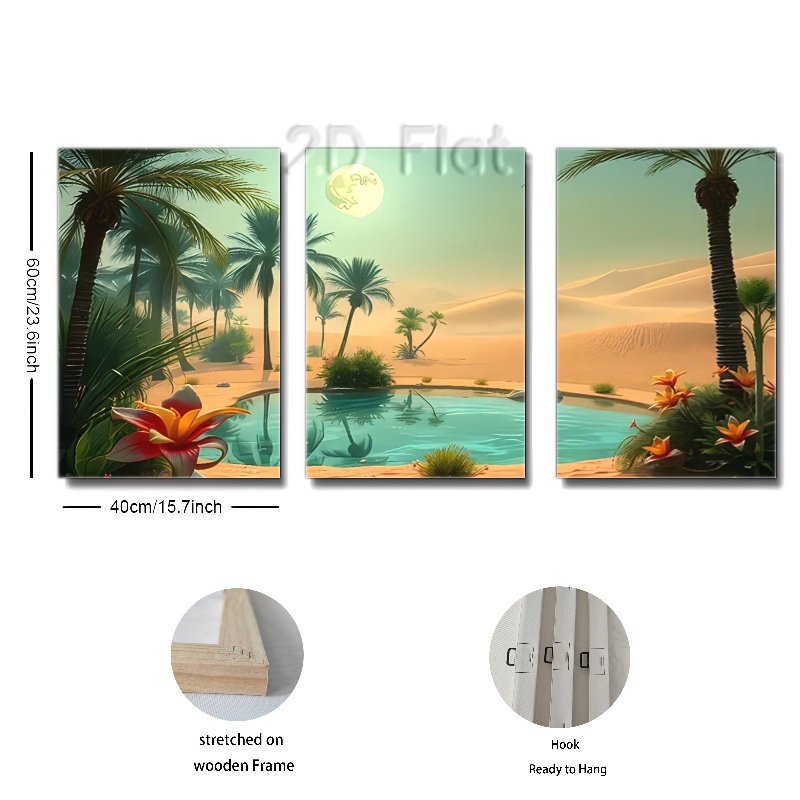 2D Flat
60cm/23.6inch
40cm/15.7inch
stretched on
wooden Frame
Hook
Ready to Hang